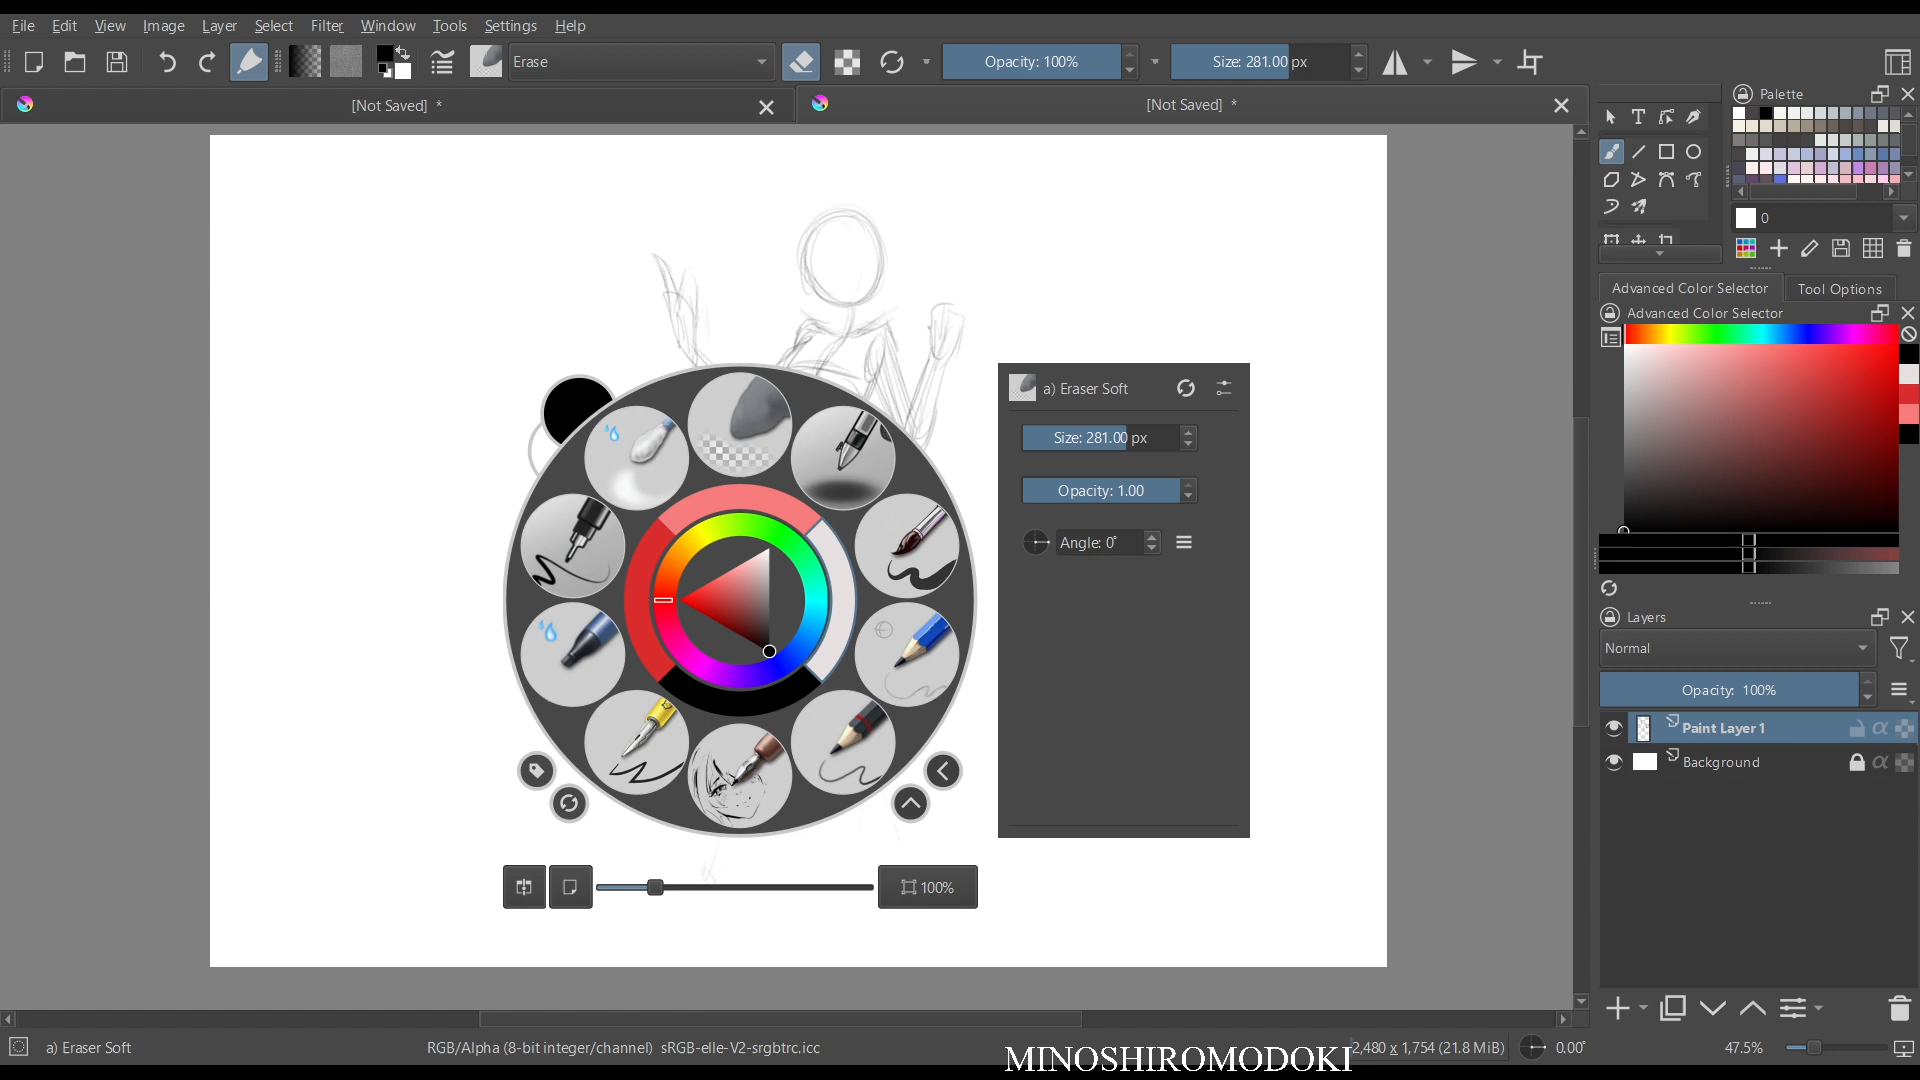 File Edit View Image Layer Select Filter Window Tools Settings Help
Erase
Opacity: 100%
Size: 281.00 px
[Not Saved] *
[Not Saved] *
Palette
0
Advanced Color Selector
Tool Options
Advanced Color Selector
a) Eraser Soft
Size: 281.00 px
Opacity: 1.00
Angle: 0°
Layers
Normal
Opacity: 100%
Paint Layer 1
Background
100%
a) Eraser Soft
RGB/Alpha (8-bit integer/channel) sRGB-elle-V2-srgbtrc.icc
MINOSHIROMODOKI
2,480 x 1,754 (21.8 MiB)
0.00°
47.5%